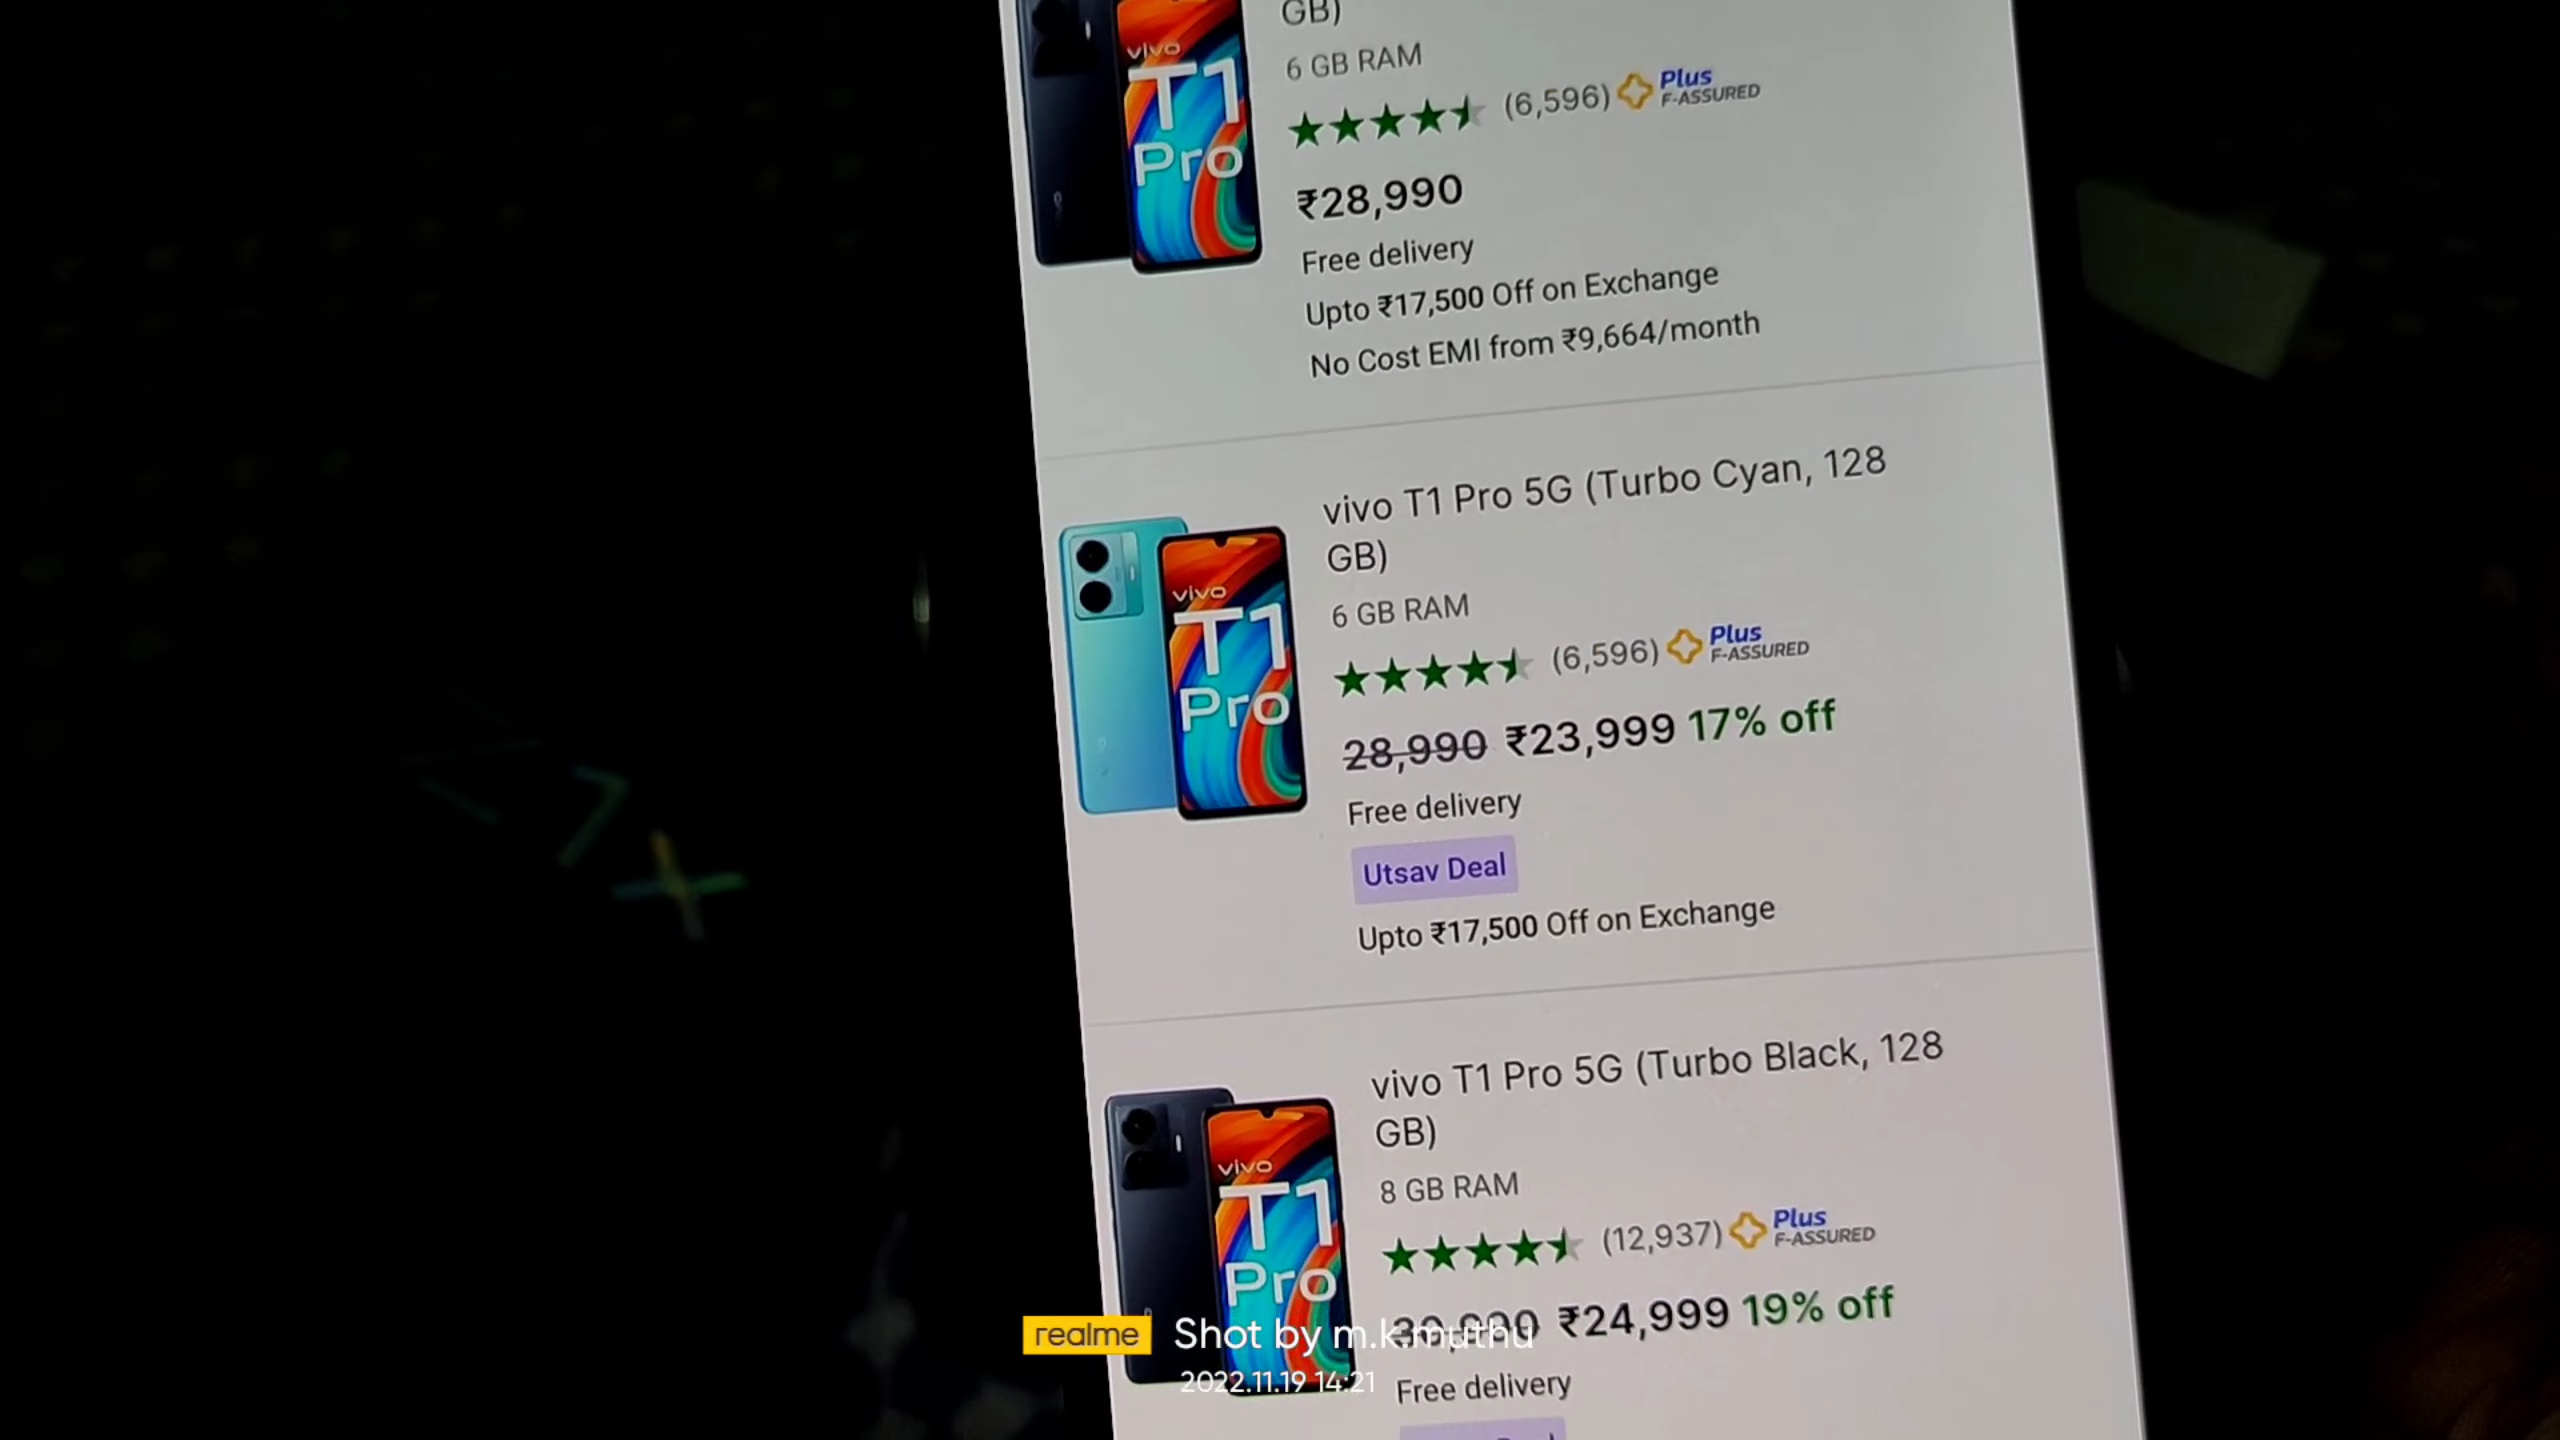 GB)
6 GB RAM
(6,596) Plus
F-ASSURED
₹28,990
Free delivery
Upto ₹17,500 Off on Exchange
No Cost EMI from ₹9,664/month
vivo
T1
Pro
vivo T1 Pro 5G (Turbo Cyan, 128
GB)
6 GB RAM
(6,596) Plus
F-ASSURED
28,990 ₹23,999 17% off
Free delivery
Utsav Deal
Upto ₹17,500 Off on Exchange
vivo
T1
Pro
vivo T1 Pro 5G (Turbo Black, 128
GB)
8 GB RAM
(12,937) Plus
F-ASSURED
₹24,999 19% off
Free delivery
vivo
T1
Pro
realme Shot by m.k.muthu
2022.11.19 14:21